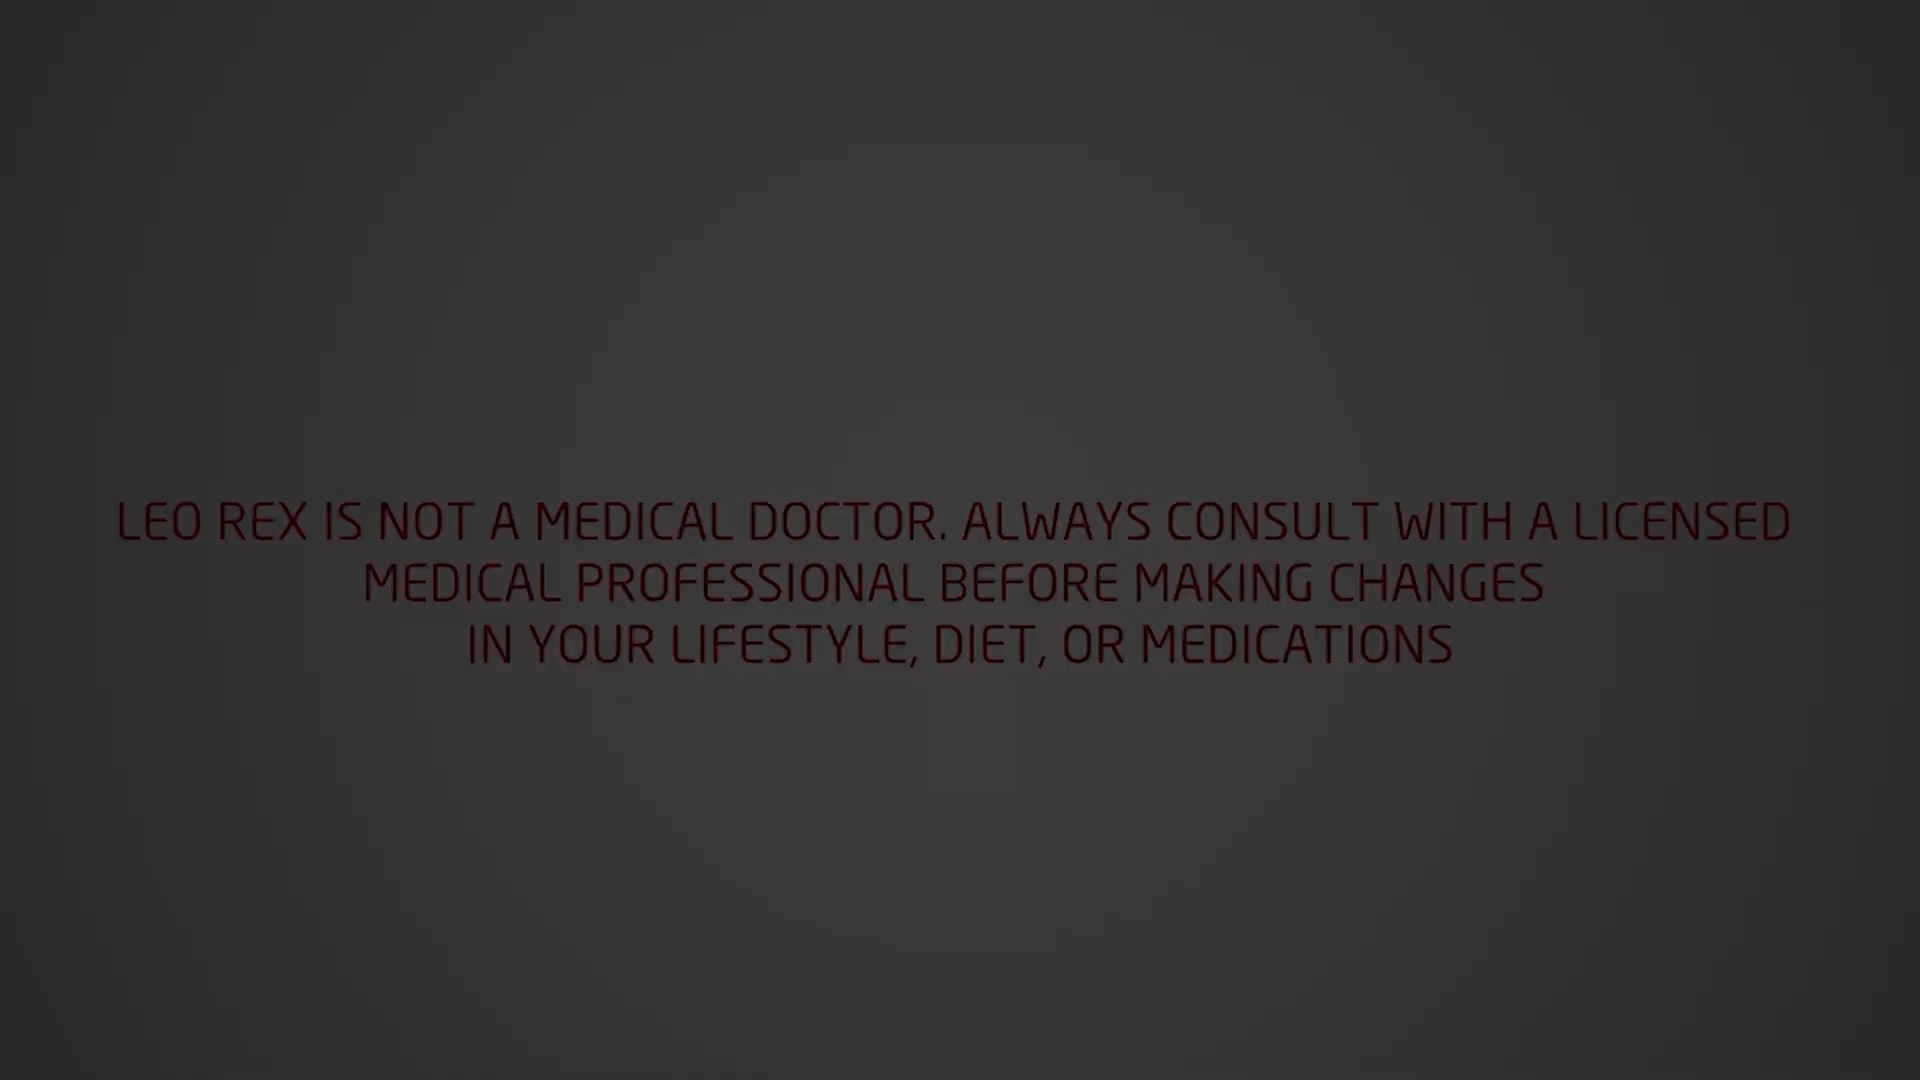 LEO REX IS NOT A MEDICAL DOCTOR. ALWAYS CONSULT WITH A LICENSED
MEDICAL PROFESSIONAL BEFORE MAKING CHANGES
IN YOUR LIFESTYLE, DIET, OR MEDICATIONS